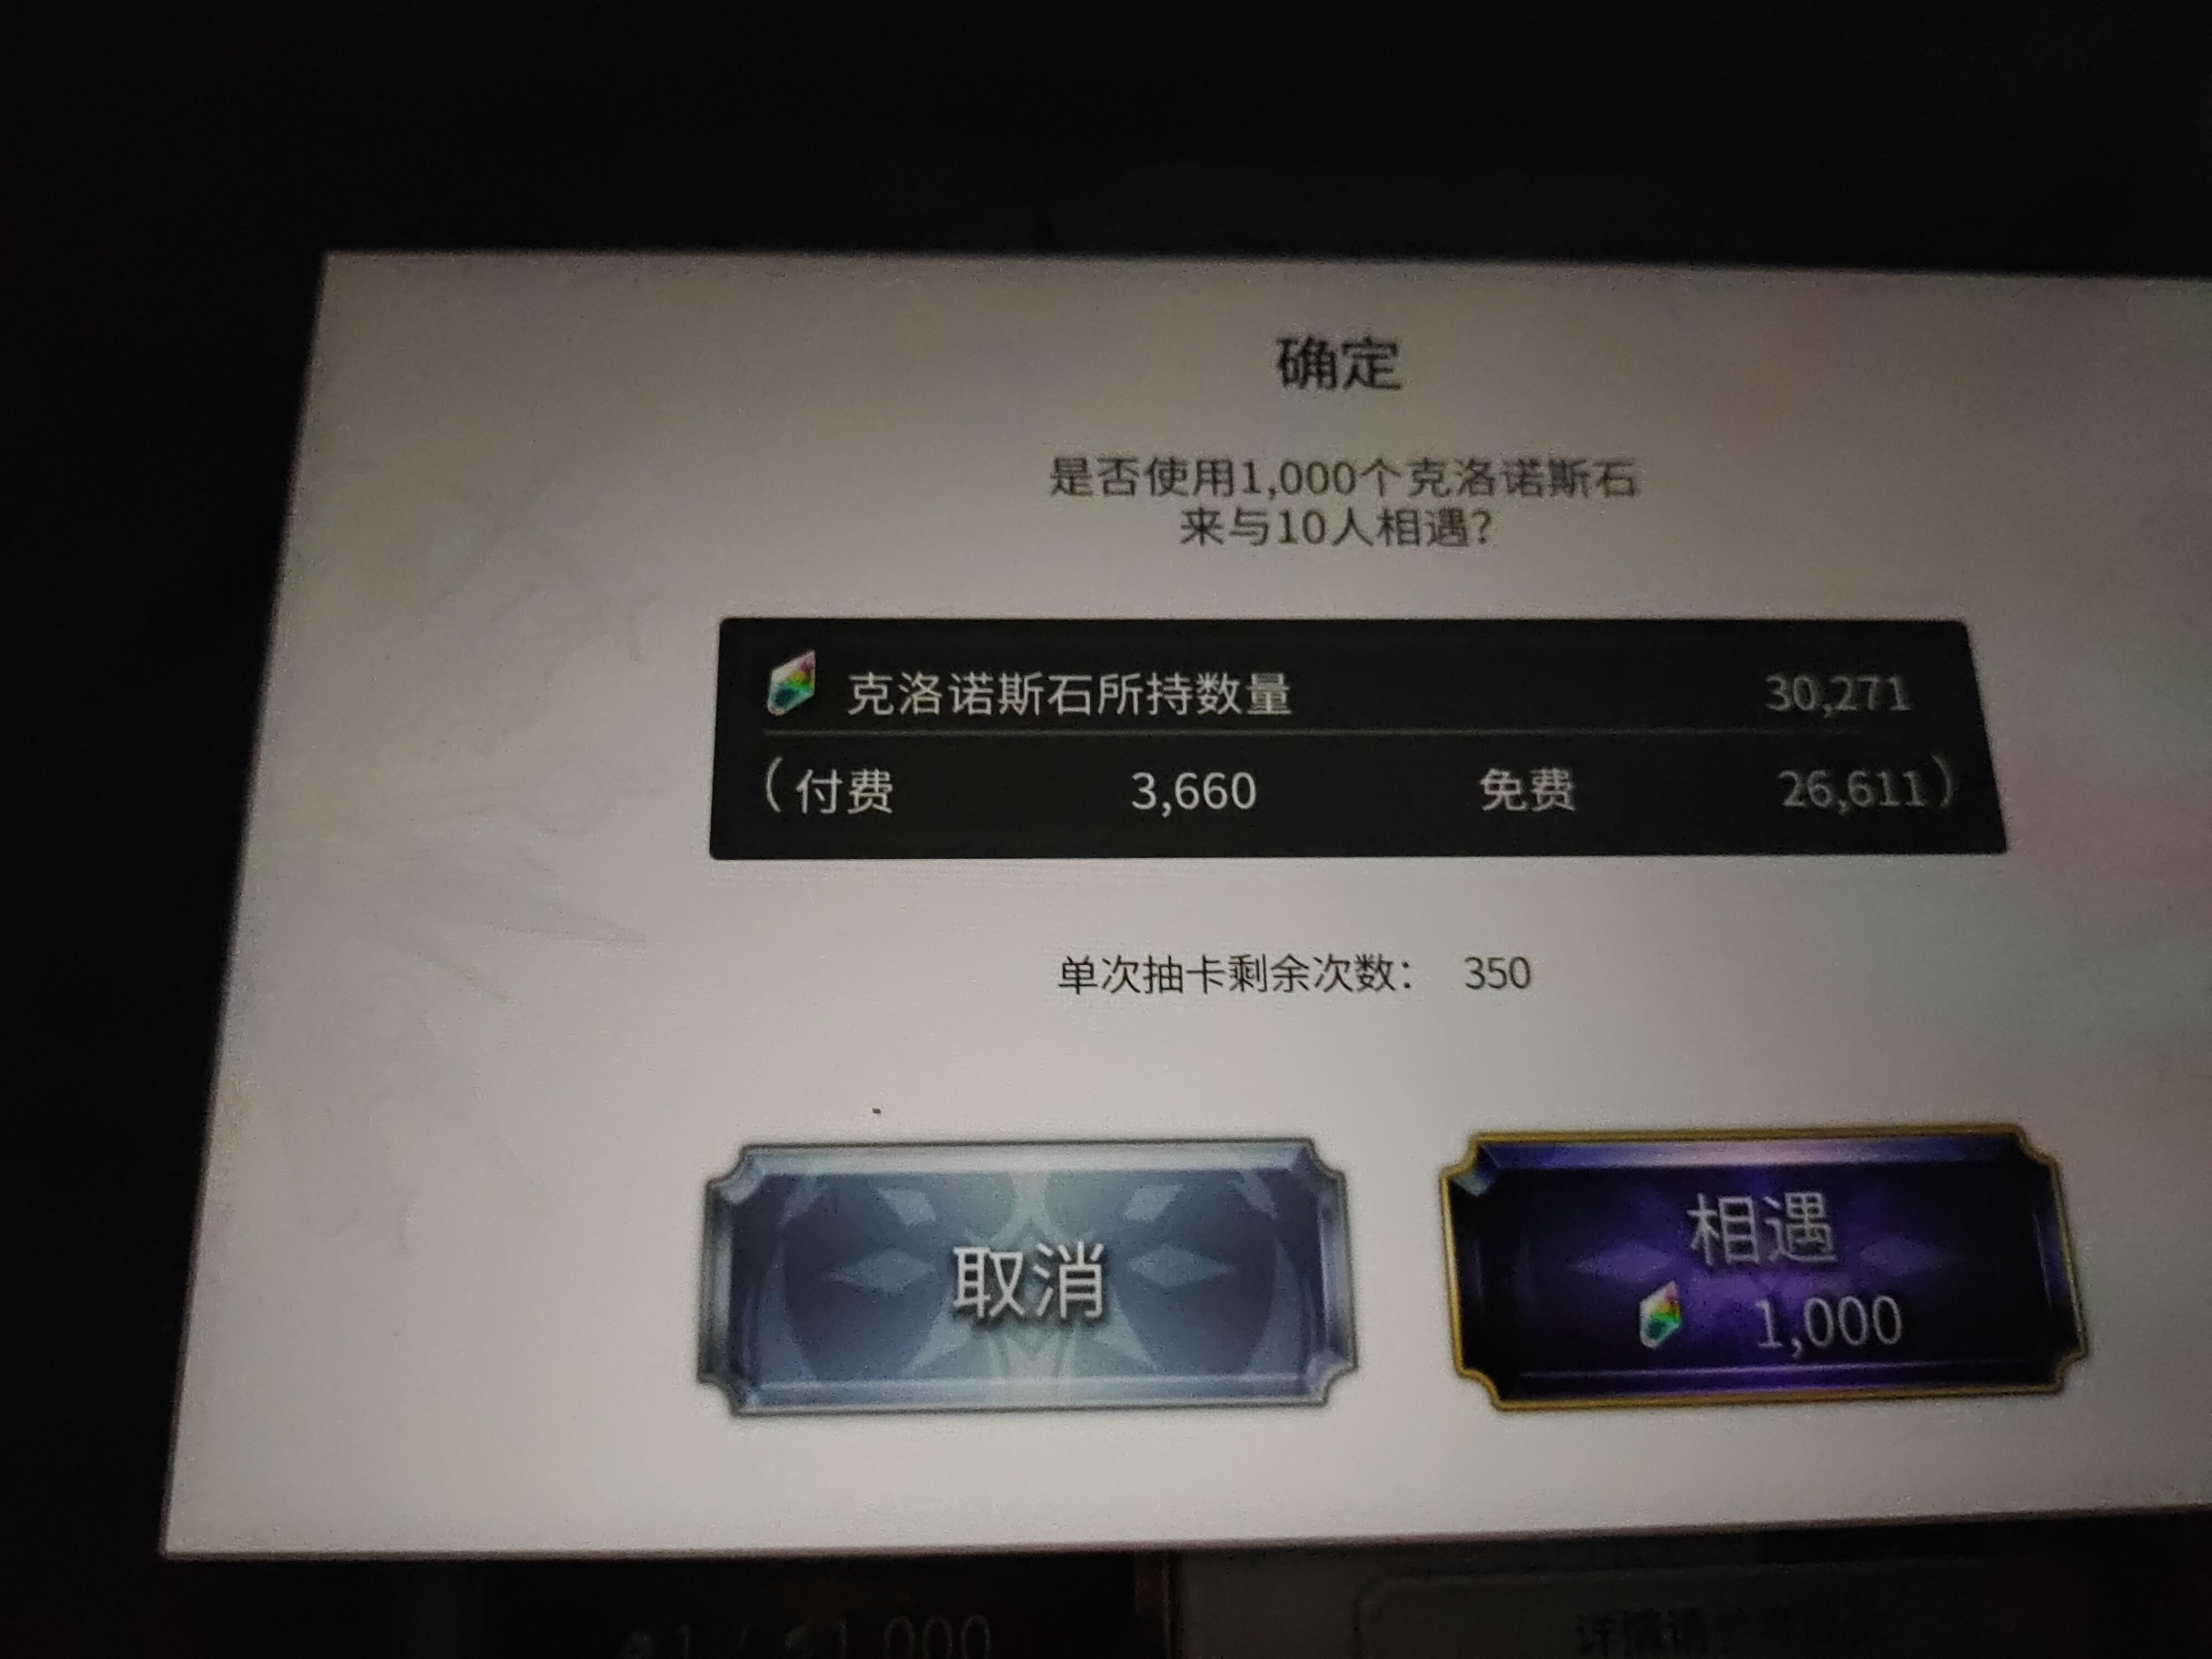 确定
是否使用1,000个克洛诺斯石
来与10人相遇?
克洛诺斯石所持数量 30,271
(付费 3,660 免费 26,611)
单次抽卡剩余次数: 350
取消
相遇
1,000
1,000